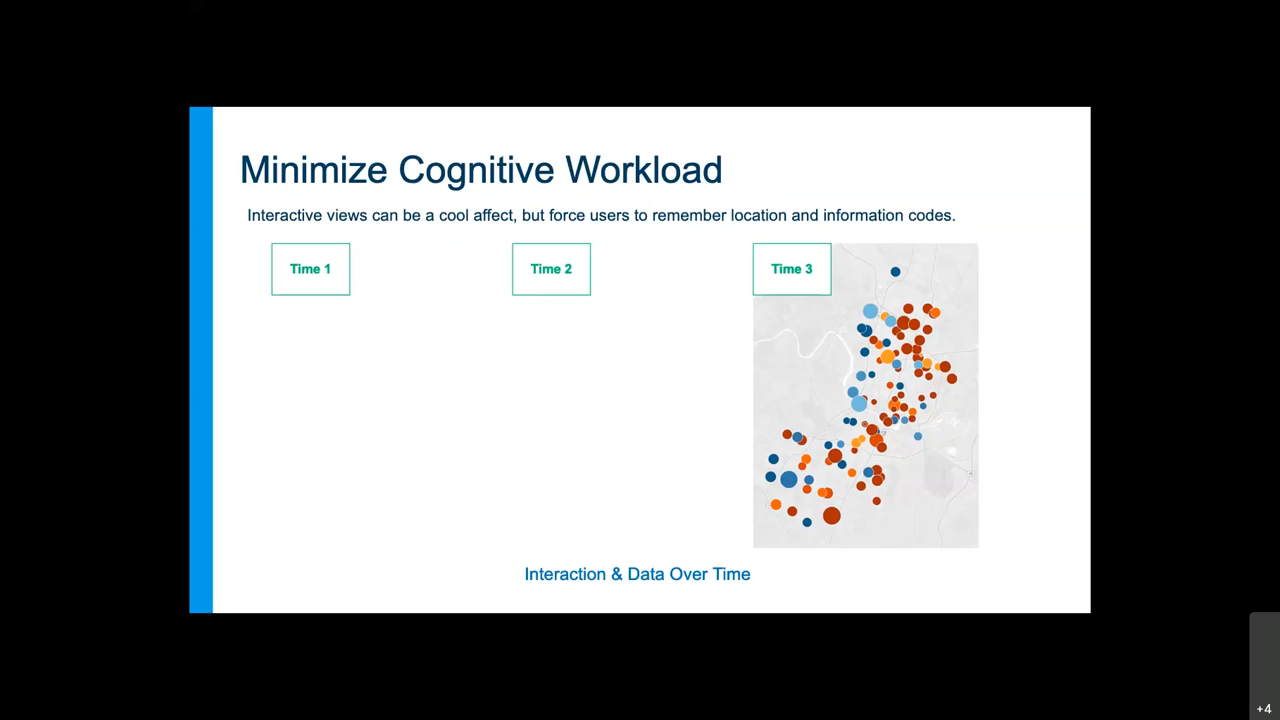 Minimize Cognitive Workload
Interactive views can be a cool affect, but force users to remember location and information codes.
Time 1
Time 2
Time 3
Interaction & Data Over Time
+4